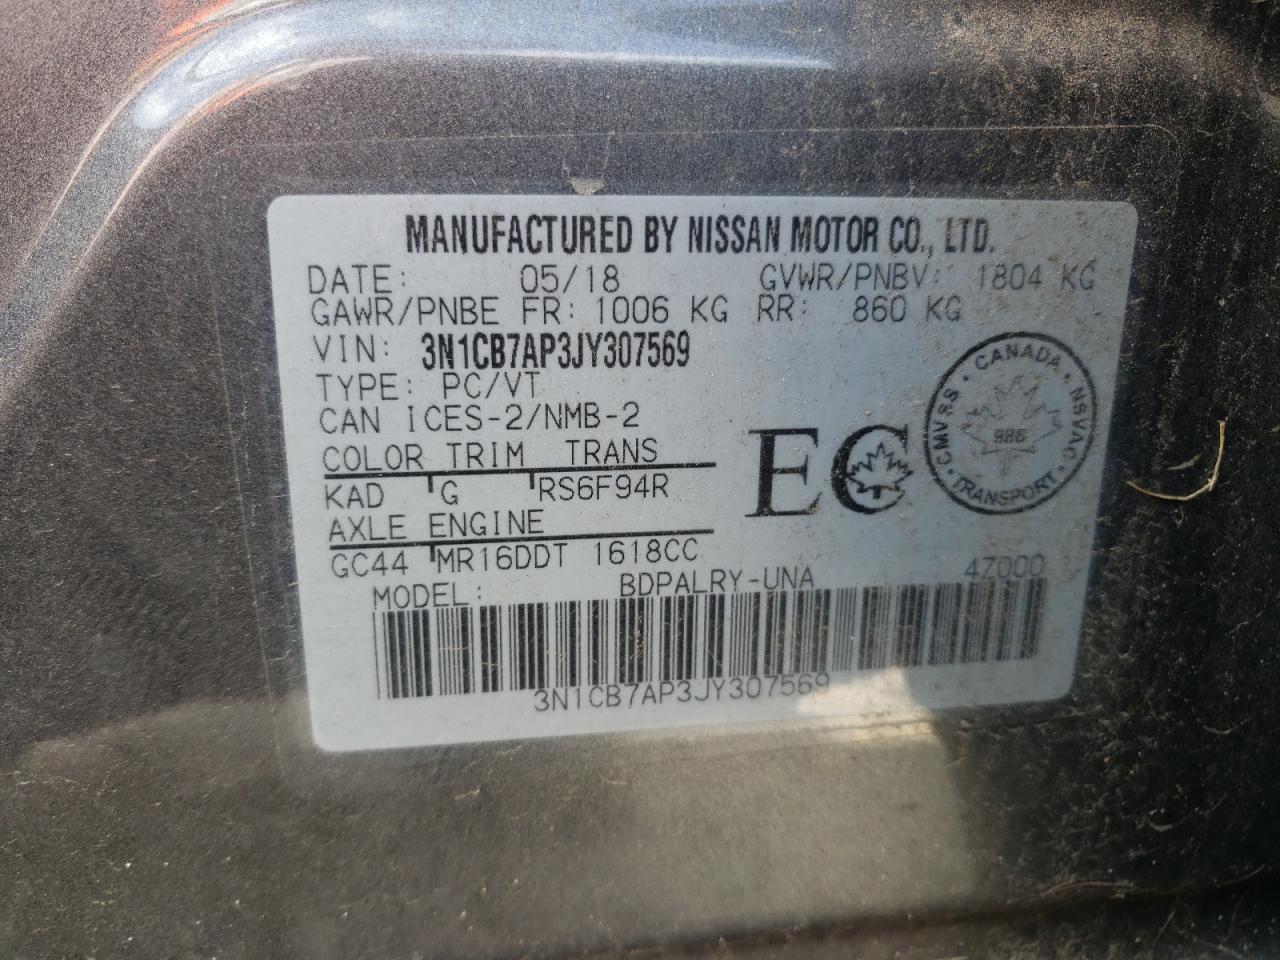 MANUFACTURED BY NISSAN MOTOR CO., LTD.
DATE: 05/18 GVWR/PNBV: 1804 KG
GAWR/PNBE FR: 1006 KG RR: 860 KG
VIN: 3N1CB7AP3JY307569
TYPE: PC/VT
CAN ICES-2/NMB-2
COLOR TRIM TRANS
KAD G RS6F94R
AXLE ENGINE
GC44 MR16DDT 1618CC
EC
CANADA · NSVAC · TRANSPORT · CMVSS ·
986
MODEL: BDPALRY-UNA 47000
3N1CB7AP3JY307569